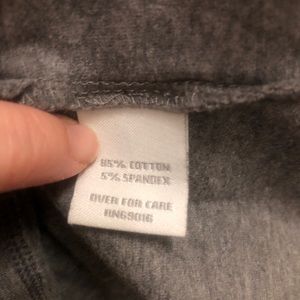 95% COTTON
5% SPANDEX
OVER FOR CARE
RN69016